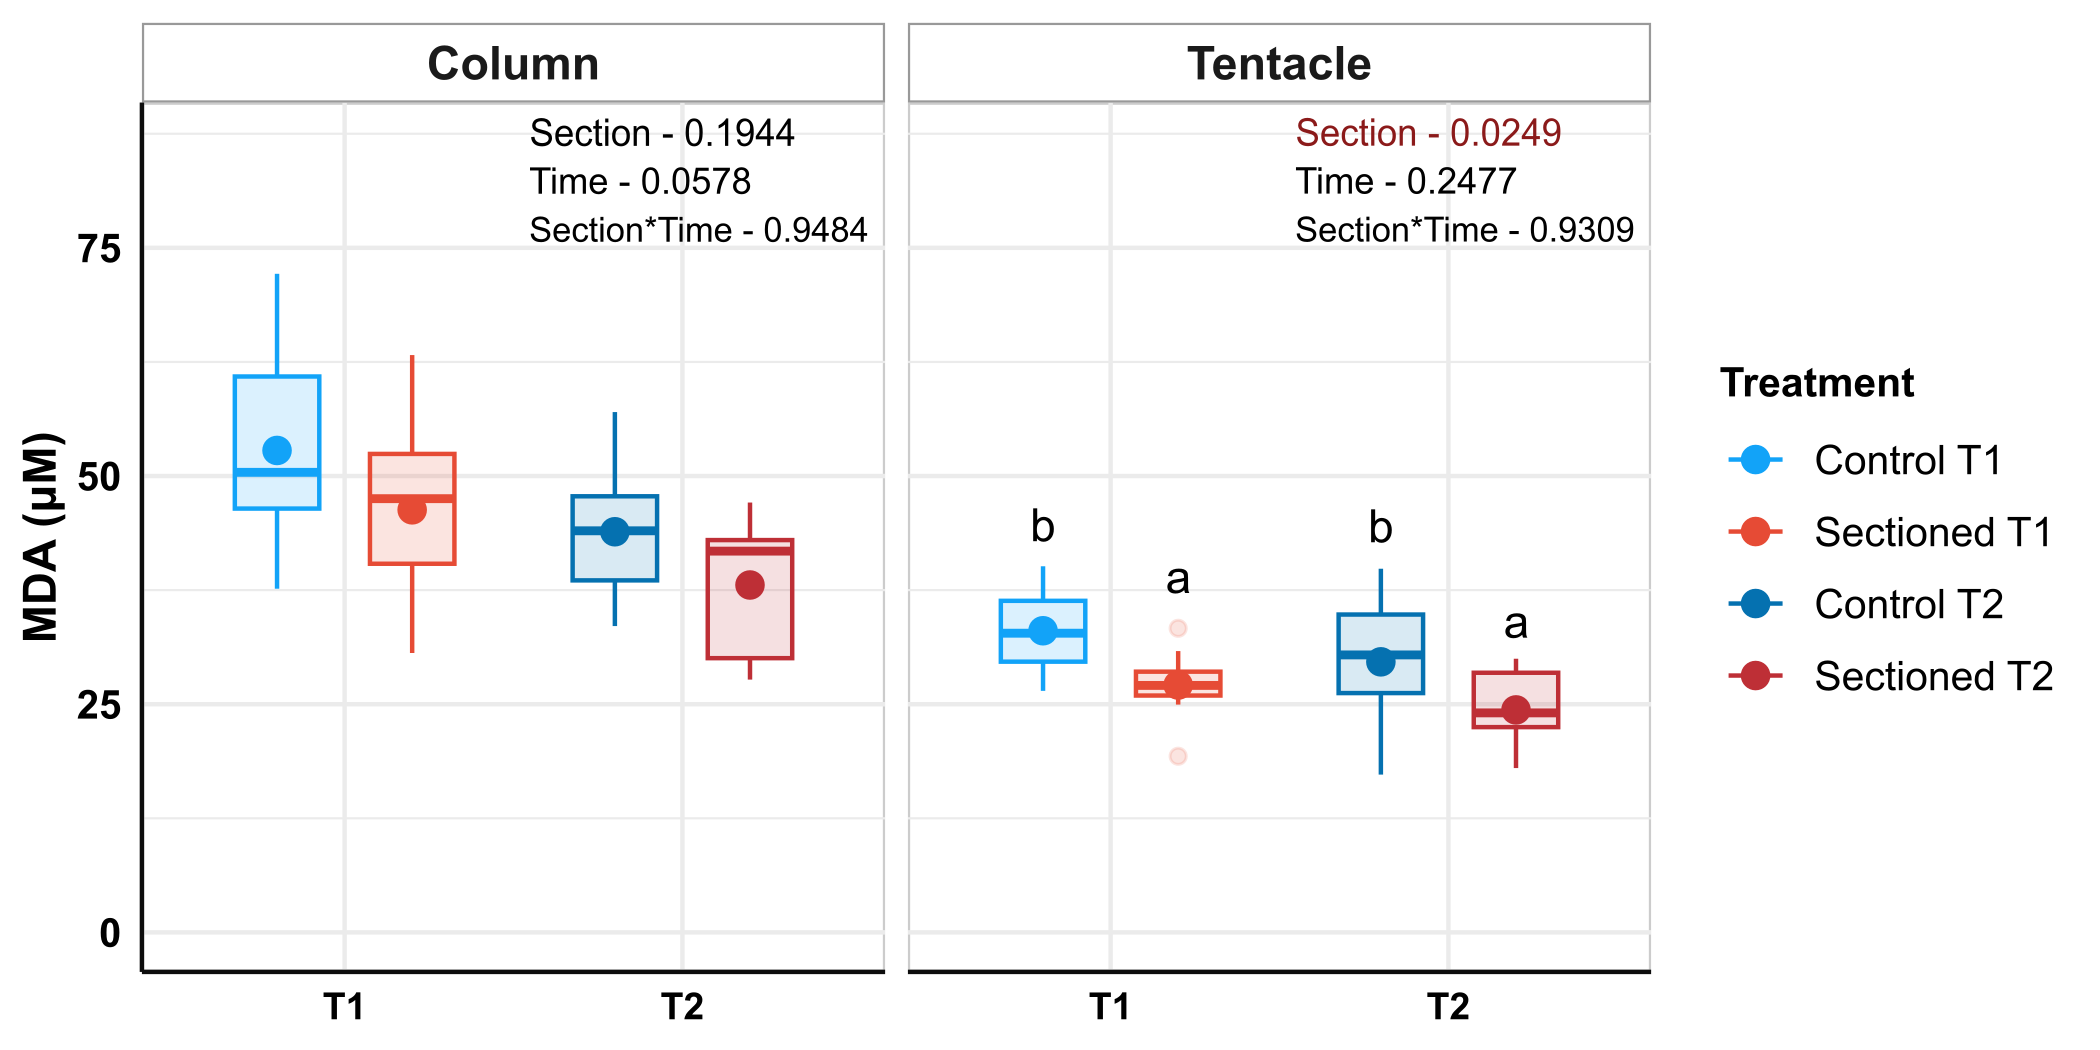 Column
Section - 0.1944
Time - 0.0578
Section*Time - 0.9484
Tentacle
Section - 0.0249
Time - 0.2477
Section*Time - 0.9309
MDA (µM)
75
50
25
0
b
a
b
a
T1
T2
T1
T2
Treatment
Control T1
Sectioned T1
Control T2
Sectioned T2